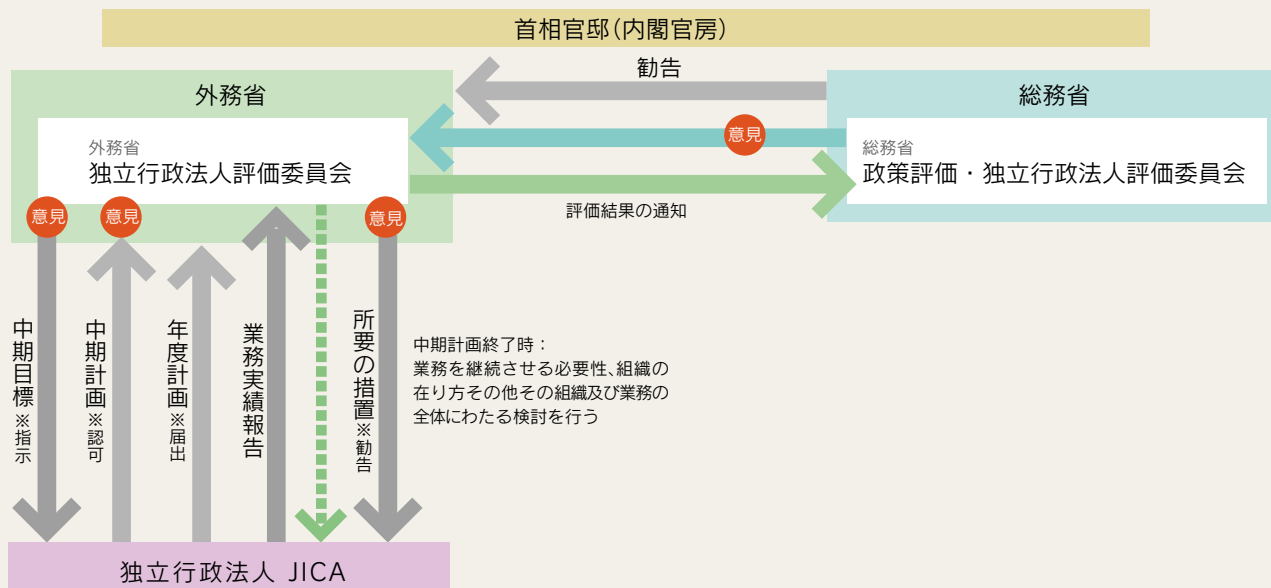 首相官邸(内閣官房)
勧告
外務省
総務省
意見
外務省
独立行政法人評価委員会
総務省
政策評価・独立行政法人評価委員会
評価結果の通知
意見
意見
意見
中期目標※指示
中期計画※認可
年度計画※届出
業務実績報告
所要の措置※勧告
中期計画終了時：
業務を継続させる必要性、組織の
在り方その他その組織及び業務の
全体にわたる検討を行う
独立行政法人 JICA